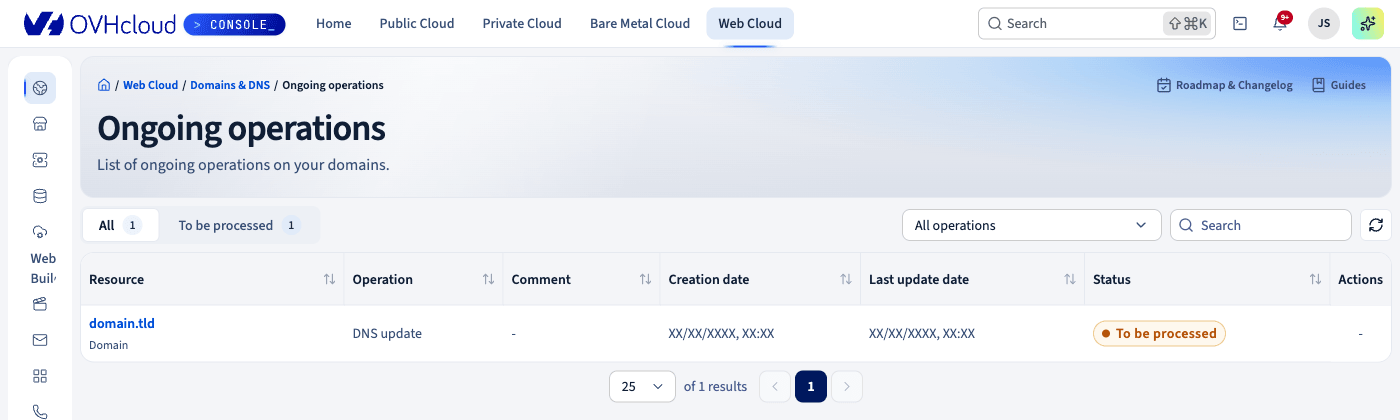 OVHcloud > CONSOLE_ Home Public Cloud Private Cloud Bare Metal Cloud Web Cloud Search ⇧⌘K 9+ JS
/ Web Cloud / Domains & DNS / Ongoing operations Roadmap & Changelog Guides
Ongoing operations
List of ongoing operations on your domains.
All 1 To be processed 1 All operations Search
Web
Buil
Resource Operation Comment Creation date Last update date Status Actions
domain.tld DNS update - XX/XX/XXXX, XX:XX XX/XX/XXXX, XX:XX To be processed -
Domain
25 of 1 results 1